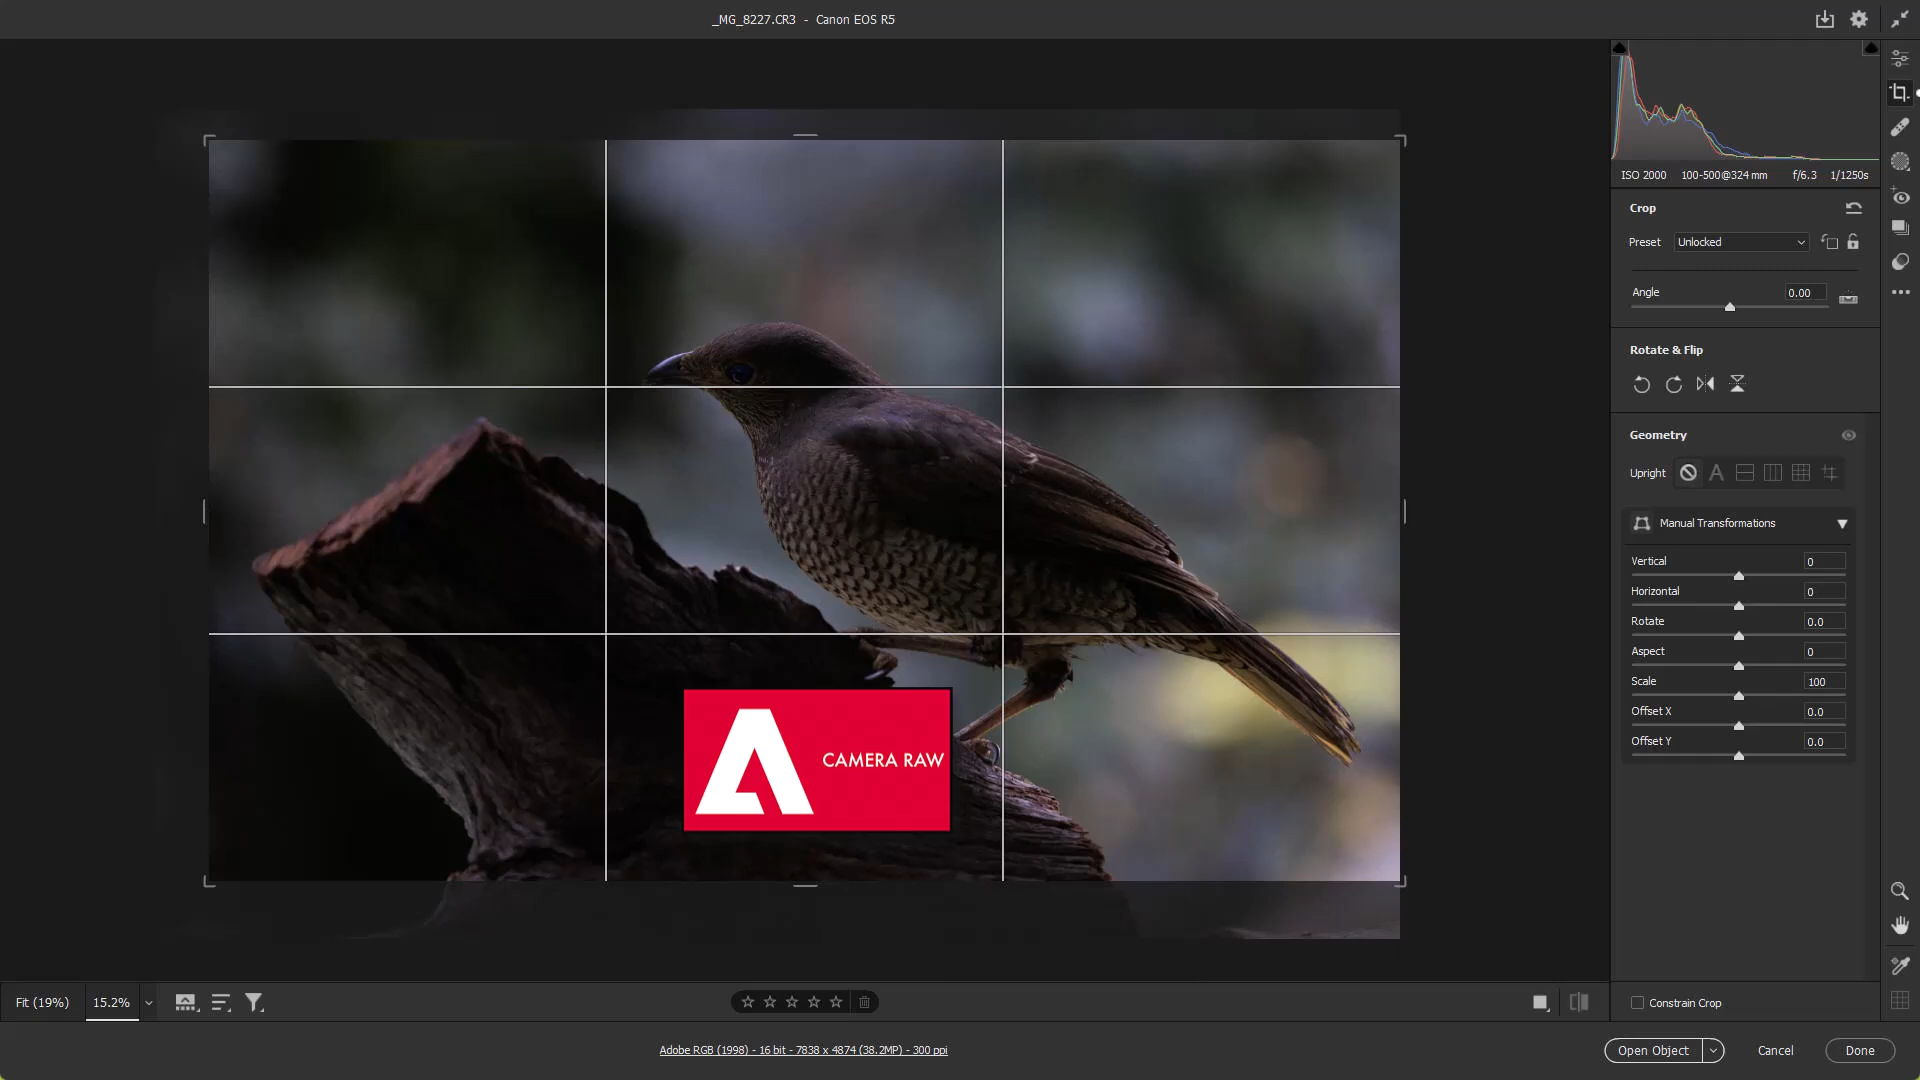 _MG_8227.CR3 - Canon EOS R5
ISO 2000 100-500@324 mm f/6.3 1/1250s
Crop
Preset Unlocked
Angle 0.00
Rotate & Flip
Geometry
Upright A
Manual Transformations
Vertical 0
Horizontal 0
Rotate 0.0
Aspect 0
Scale 100
Offset X 0.0
Offset Y 0.0
CAMERA RAW
Fit (19%) 15.2%
Constrain Crop
Adobe RGB (1998) - 16 bit - 7838 x 4874 (38.2MP) - 300 ppi
Open Object Cancel Done